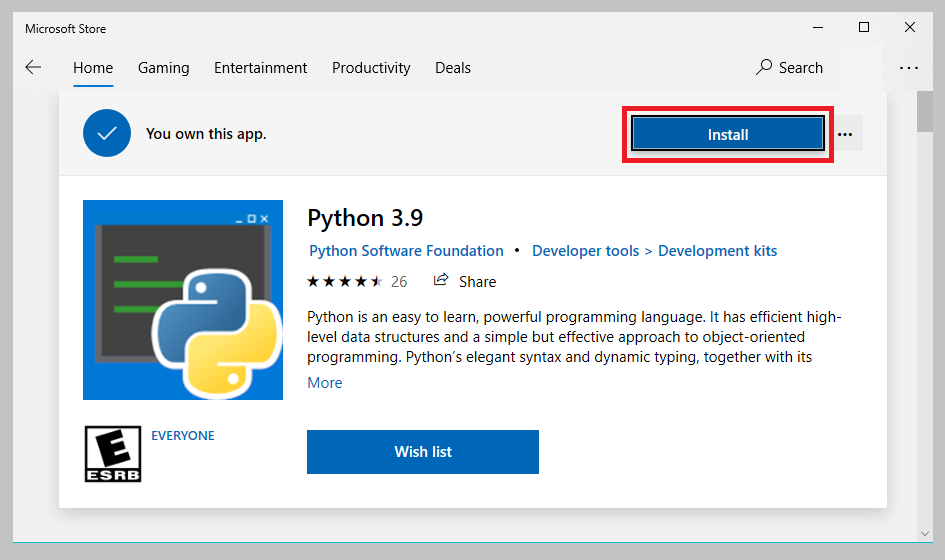 Microsoft Store
Home Gaming Entertainment Productivity Deals Search
You own this app.
Install
Python 3.9
Python Software Foundation • Developer tools > Development kits
26 Share
Python is an easy to learn, powerful programming language. It has efficient high-
level data structures and a simple but effective approach to object-oriented
programming. Python’s elegant syntax and dynamic typing, together with its
More
E
ESRB
EVERYONE
Wish list